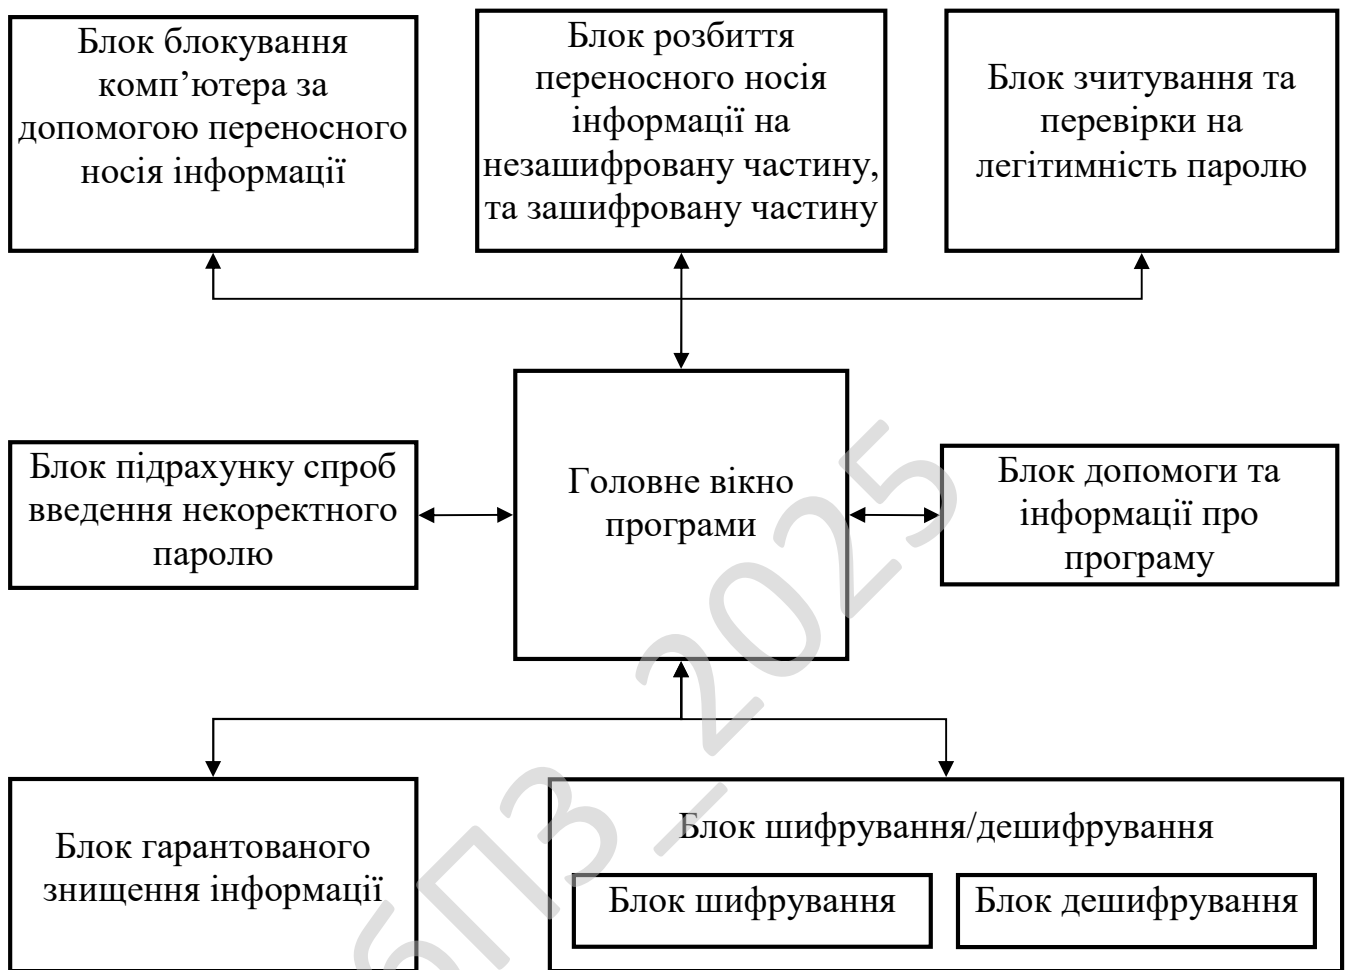 Блок блокування
комп’ютера за
допомогою переносного
носія інформації
Блок розбиття
переносного носія
інформації на
незашифровану частину,
та зашифровану частину
Блок зчитування та
перевірки на
легітимність паролю
Блок підрахунку спроб
введення некоректного
паролю
Головне вікно
програми
Блок допомоги та
інформації про
програму
Блок гарантованого
знищення інформації
Блок шифрування/дешифрування
Блок шифрування
Блок дешифрування
бПЗ_2025